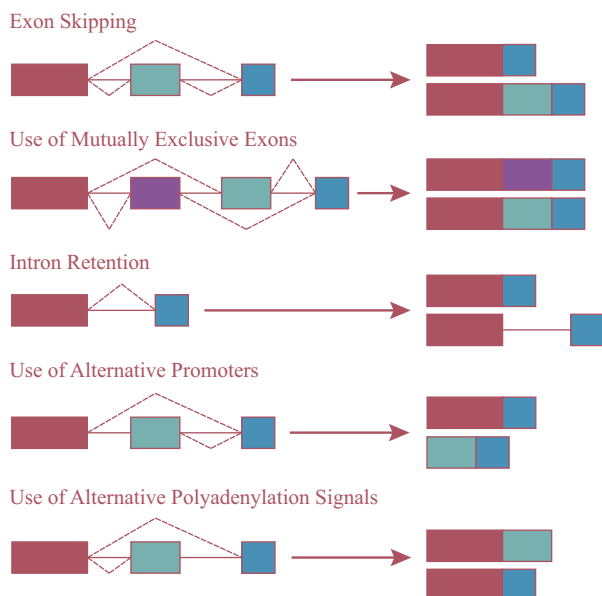 Exon Skipping
Use of Mutually Exclusive Exons
Intron Retention
Use of Alternative Promoters
Use of Alternative Polyadenylation Signals